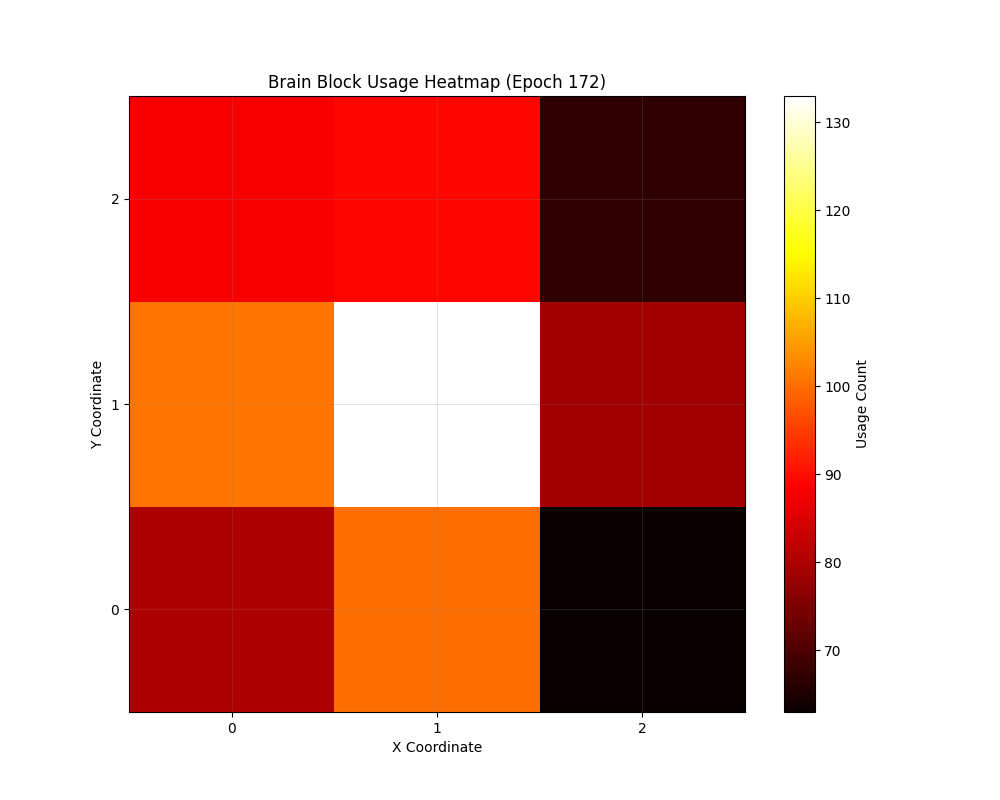 Brain Block Usage Heatmap (Epoch 172)
2
1
0
Y Coordinate
0 1 2
X Coordinate
130
120
110
100
90
80
70
Usage Count